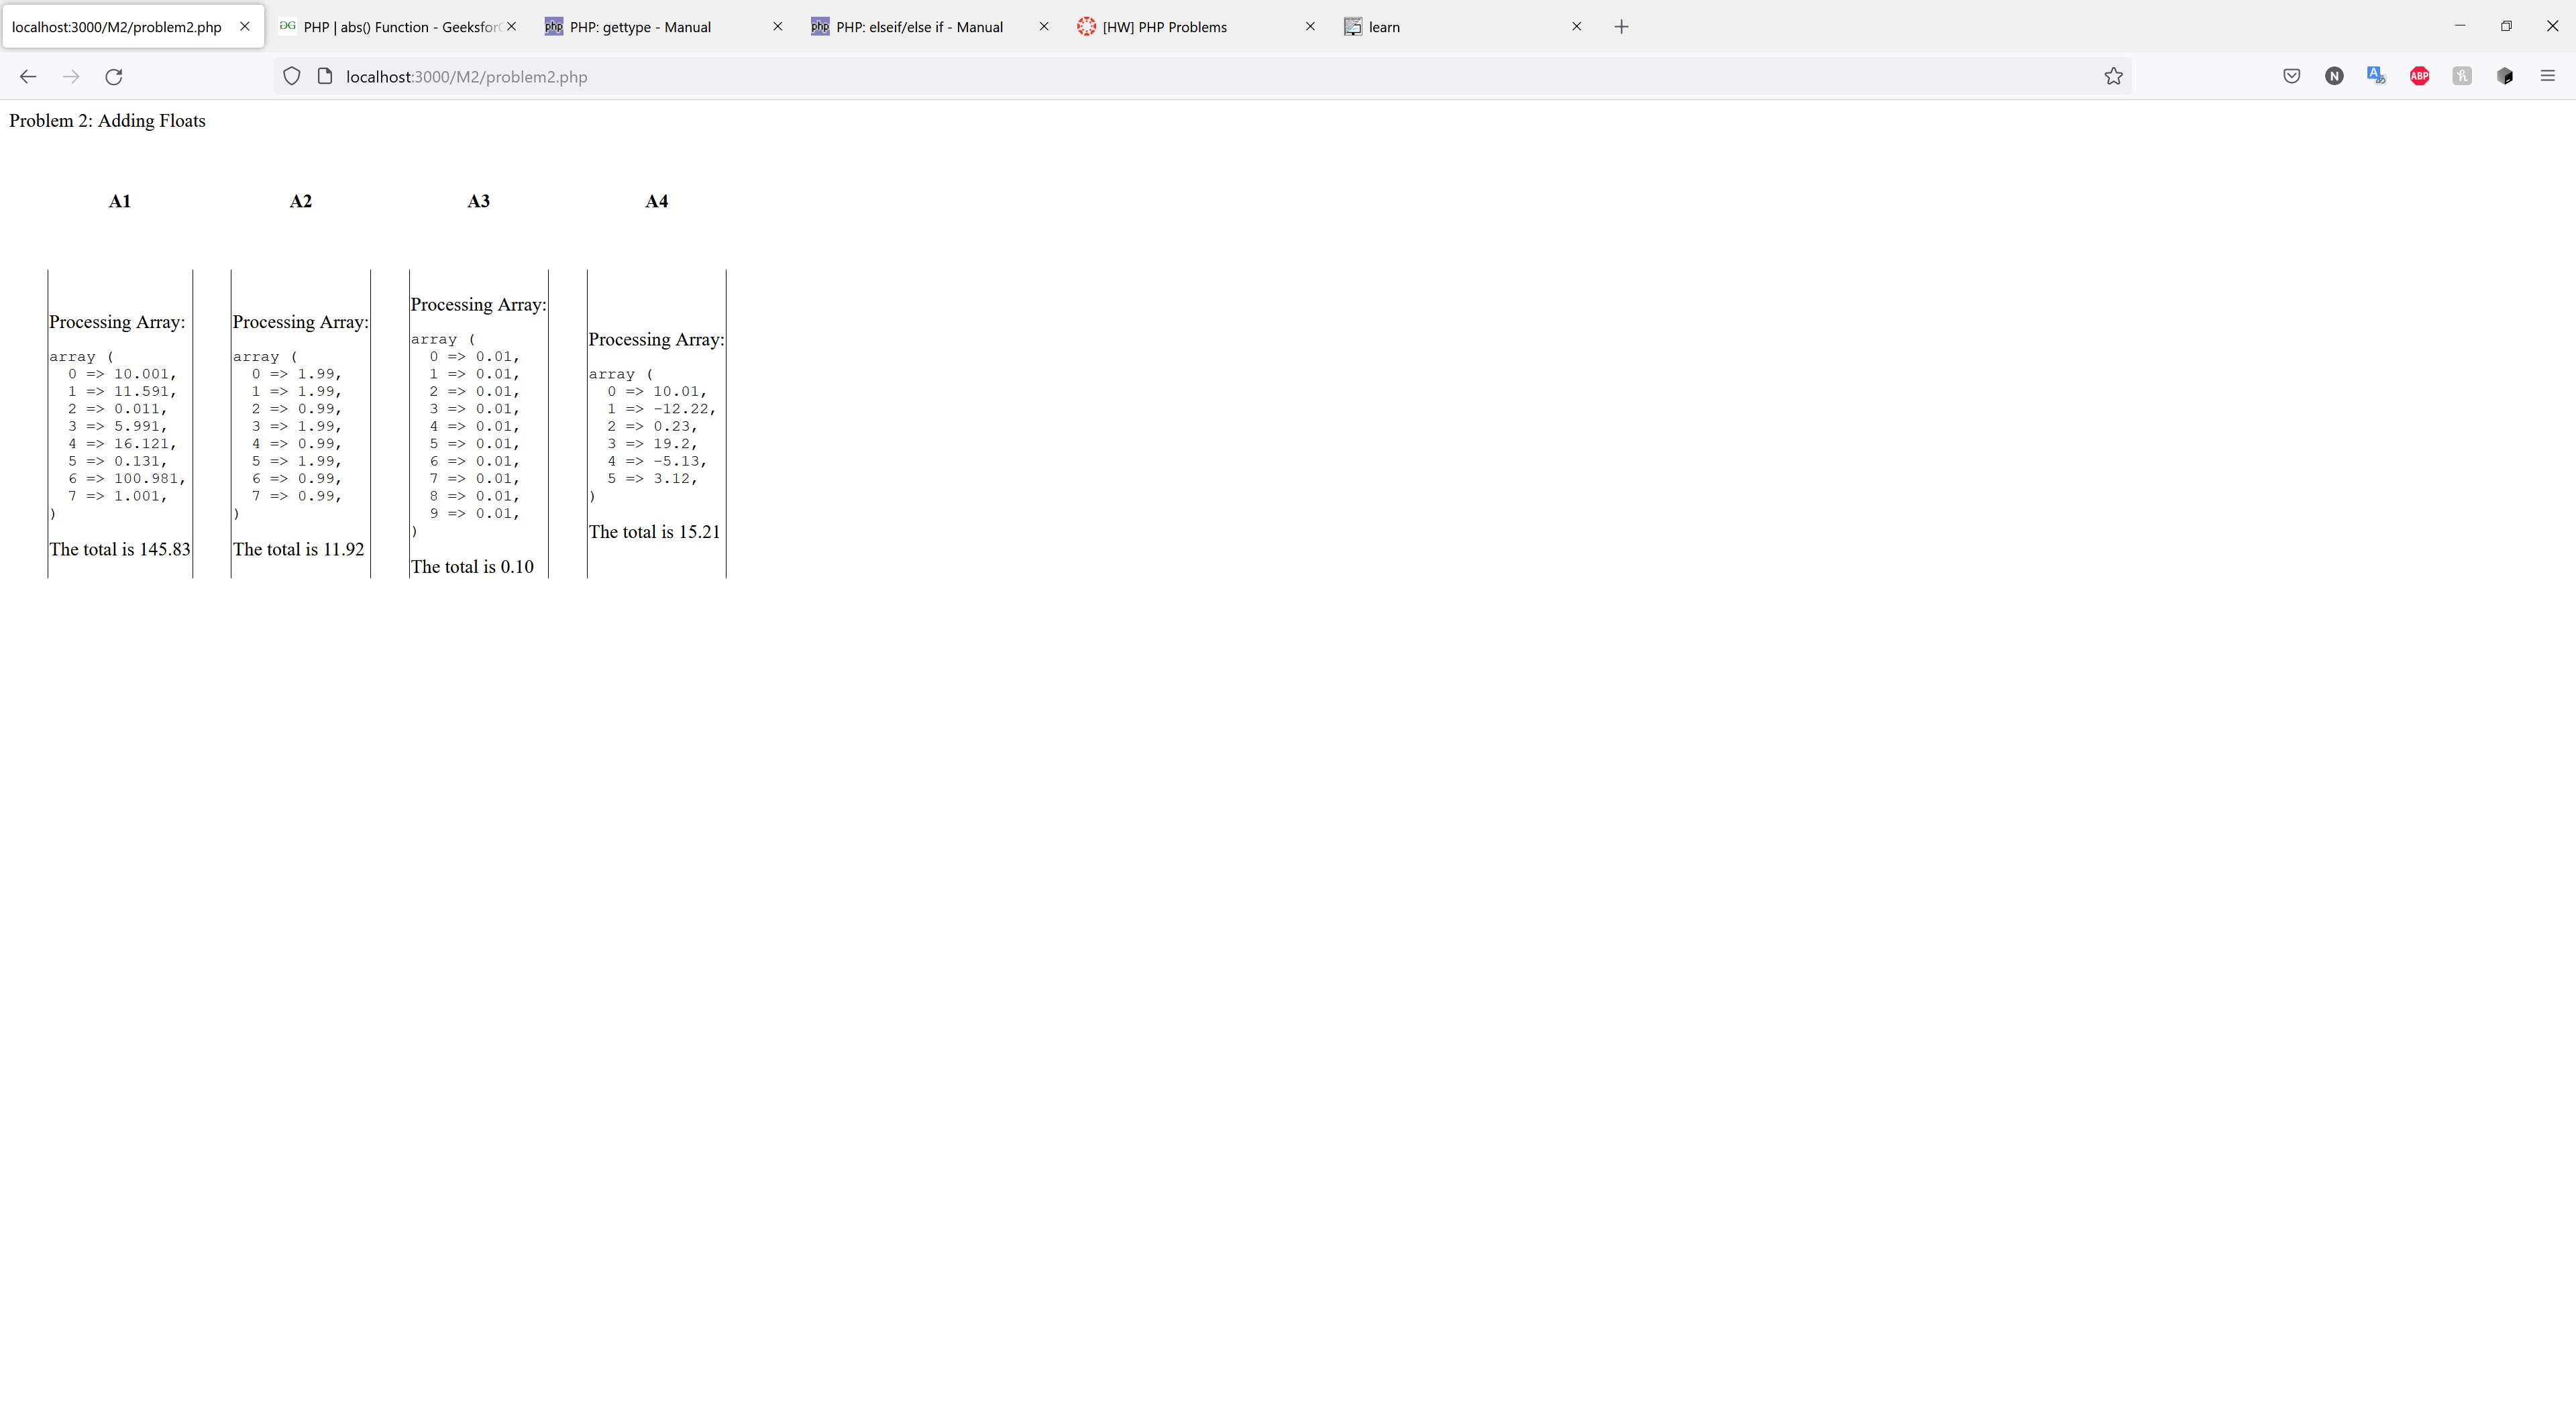 localhost:3000/M2/problem2.php
PHP | abs() Function - Geeksfor
PHP: gettype - Manual
PHP: elseif/else if - Manual
[HW] PHP Problems
learn
localhost:3000/M2/problem2.php
Problem 2: Adding Floats
A1
Processing Array:
array (
0 => 10.001,
1 => 11.591,
2 => 0.011,
3 => 5.991,
4 => 16.121,
5 => 0.131,
6 => 100.981,
7 => 1.001,
)
The total is 145.83
A2
Processing Array:
array (
0 => 1.99,
1 => 1.99,
2 => 0.99,
3 => 1.99,
4 => 0.99,
5 => 1.99,
6 => 0.99,
7 => 0.99,
)
The total is 11.92
A3
Processing Array:
array (
0 => 0.01,
1 => 0.01,
2 => 0.01,
3 => 0.01,
4 => 0.01,
5 => 0.01,
6 => 0.01,
7 => 0.01,
8 => 0.01,
9 => 0.01,
)
The total is 0.10
A4
Processing Array:
array (
0 => 10.01,
1 => -12.22,
2 => 0.23,
3 => 19.2,
4 => -5.13,
5 => 3.12,
)
The total is 15.21